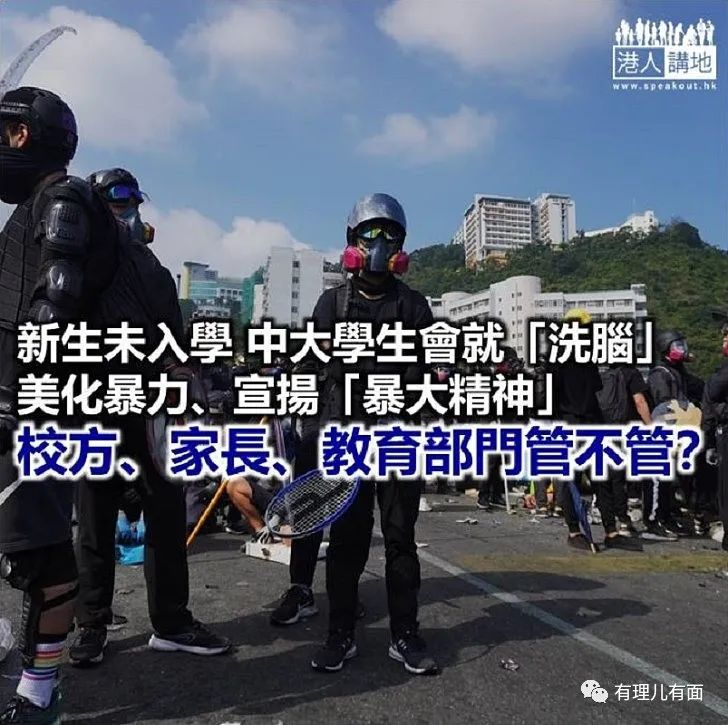 港人講地
www.speakout.hk
新生未入學 中大學生會就「洗腦」
美化暴力、宣揚「暴大精神」
校方、家長、教育部門管不管?
有理儿有面